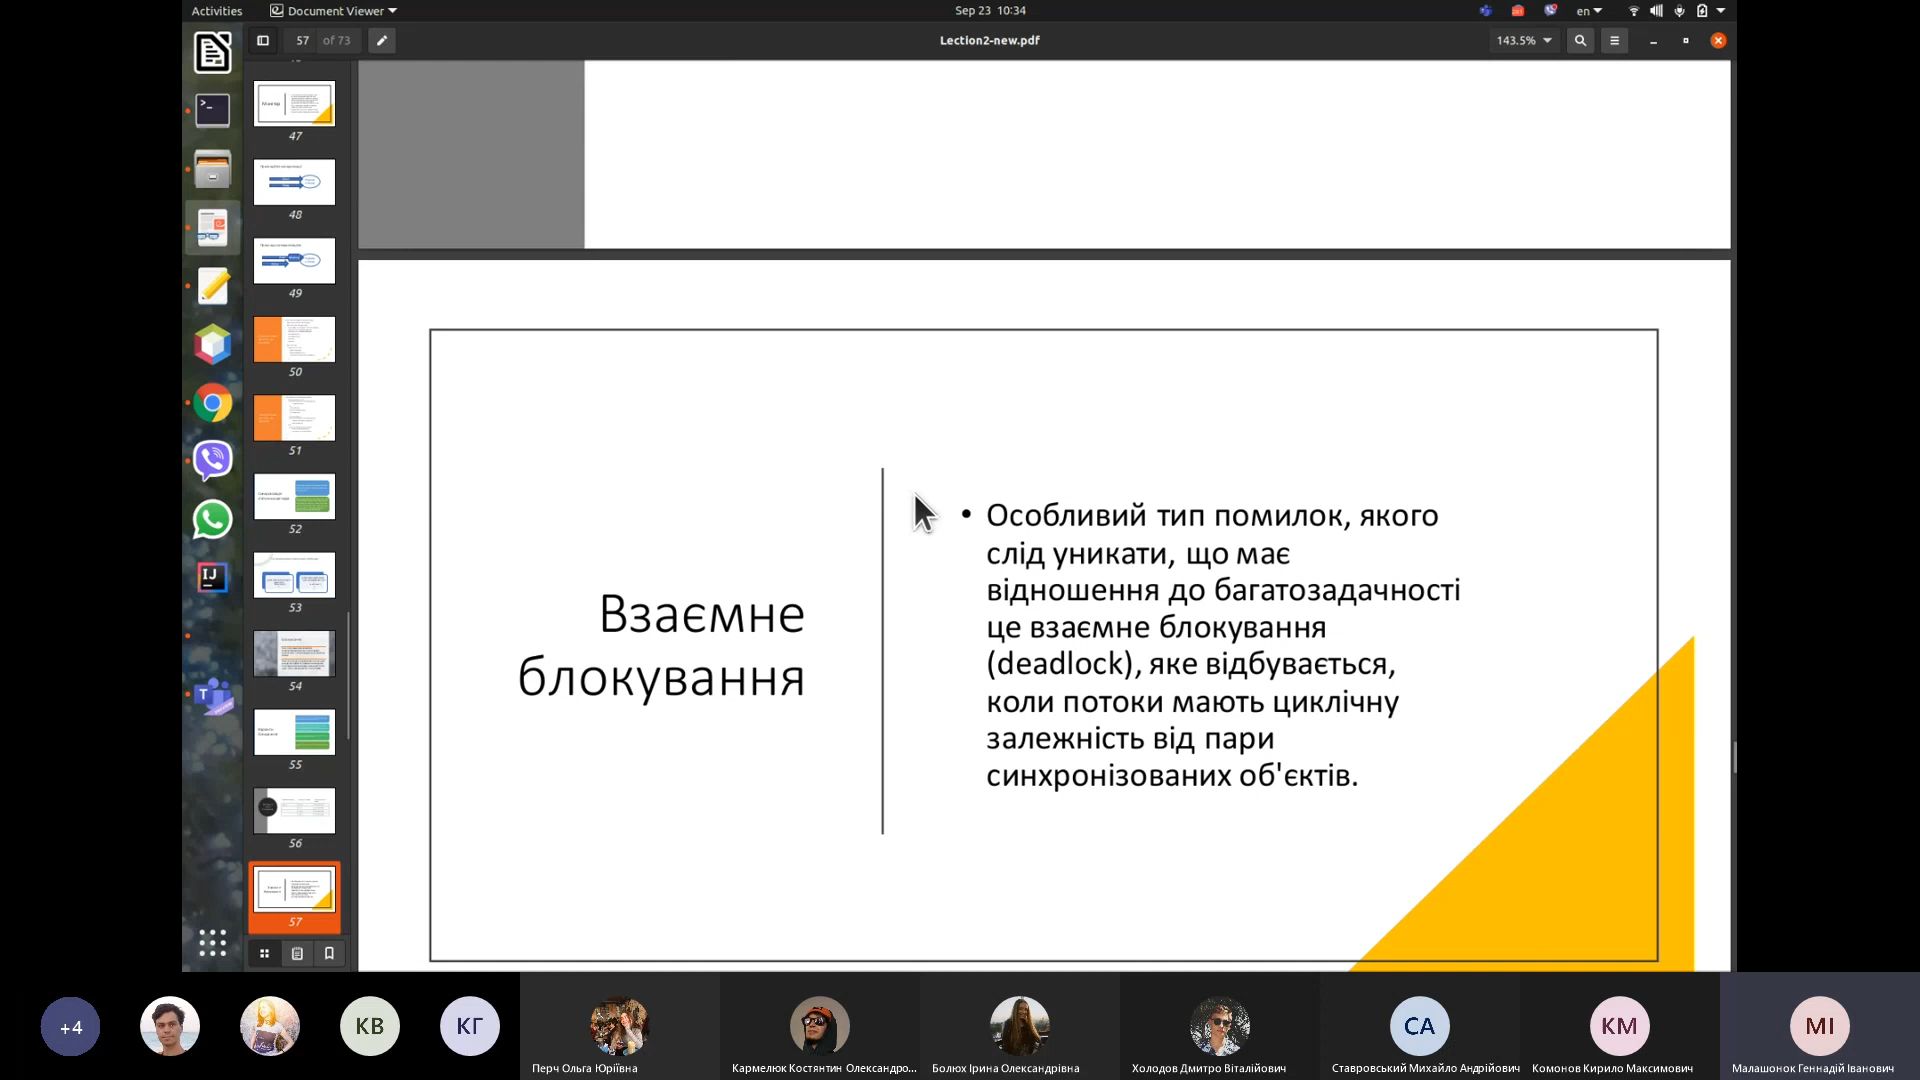 Activities
Document Viewer
Sep 23 10:34
en
57 of 73
Lection2-new.pdf
143.5%
47
48
49
50
51
52
53
54
55
56
57
Взаємне
блокування
• Особливий тип помилок, якого
слід уникати, що має
відношення до багатозадачності
це взаємне блокування
(deadlock), яке відбувається,
коли потоки мають циклічну
залежність від пари
синхронізованих об'єктів.
+4
КВ
КГ
СА
КМ
МІ
Перч Ольга Юріївна
Кармелюк Костянтин Олександро...
Болюх Ірина Олександрівна
Холодов Дмитро Віталійович
Ставровський Михайло Андрійович
Комонов Кирило Максимович
Малашонок Геннадій Іванович